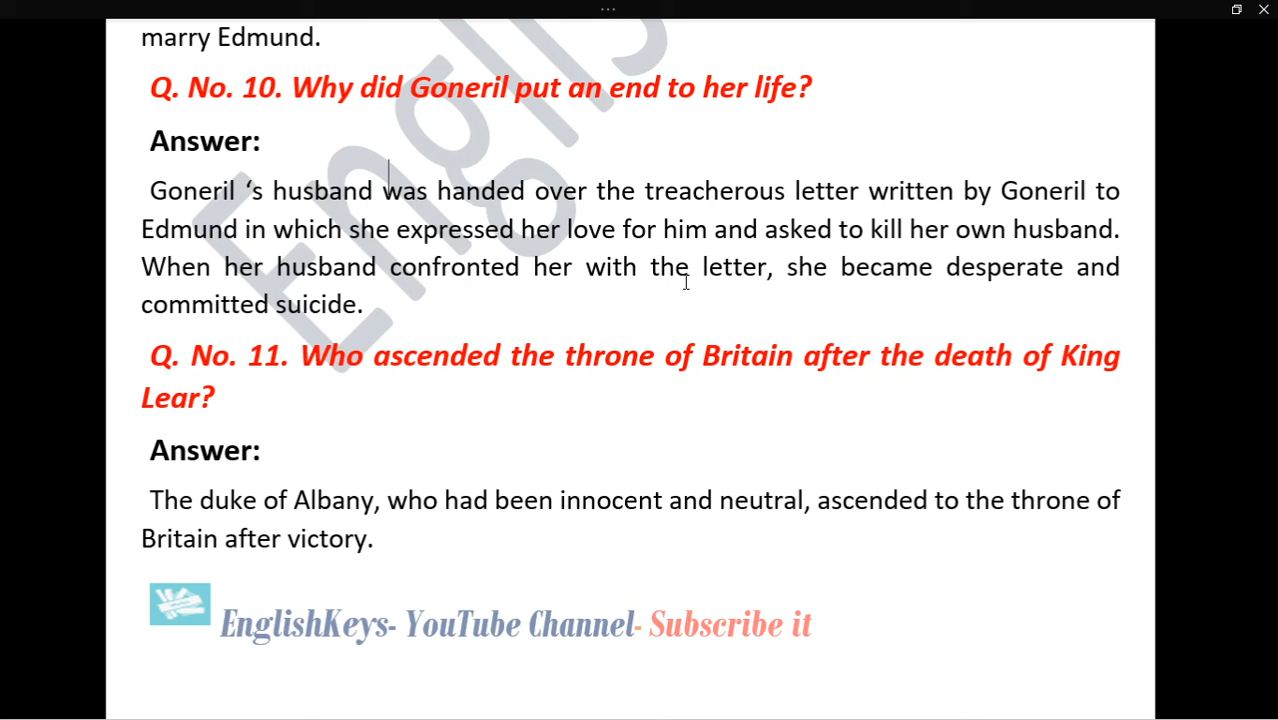 marry Edmund.
Q. No. 10. Why did Goneril put an end to her life?
Answer:
Goneril ‘s husband was handed over the treacherous letter written by Goneril to
Edmund in which she expressed her love for him and asked to kill her own husband.
When her husband confronted her with the letter, she became desperate and
committed suicide.
Q. No. 11. Who ascended the throne of Britain after the death of King
Lear?
Answer:
The duke of Albany, who had been innocent and neutral, ascended to the throne of
Britain after victory.
EnglishKeys- YouTube Channel- Subscribe it